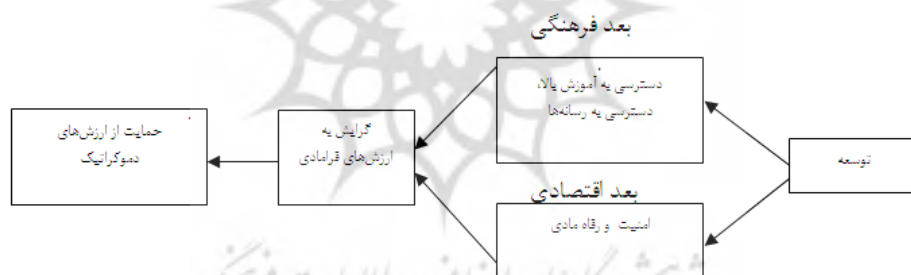 بعد فرهنگی
دسترسی به آموزش بالا،
دسترسی به رسانه‌ها
توسعه
گرایش به
ارزش‌های فرامادی
حمایت از ارزش‌های
دموکراتیک
بعد اقتصادی
امنیت و رفاه مادی